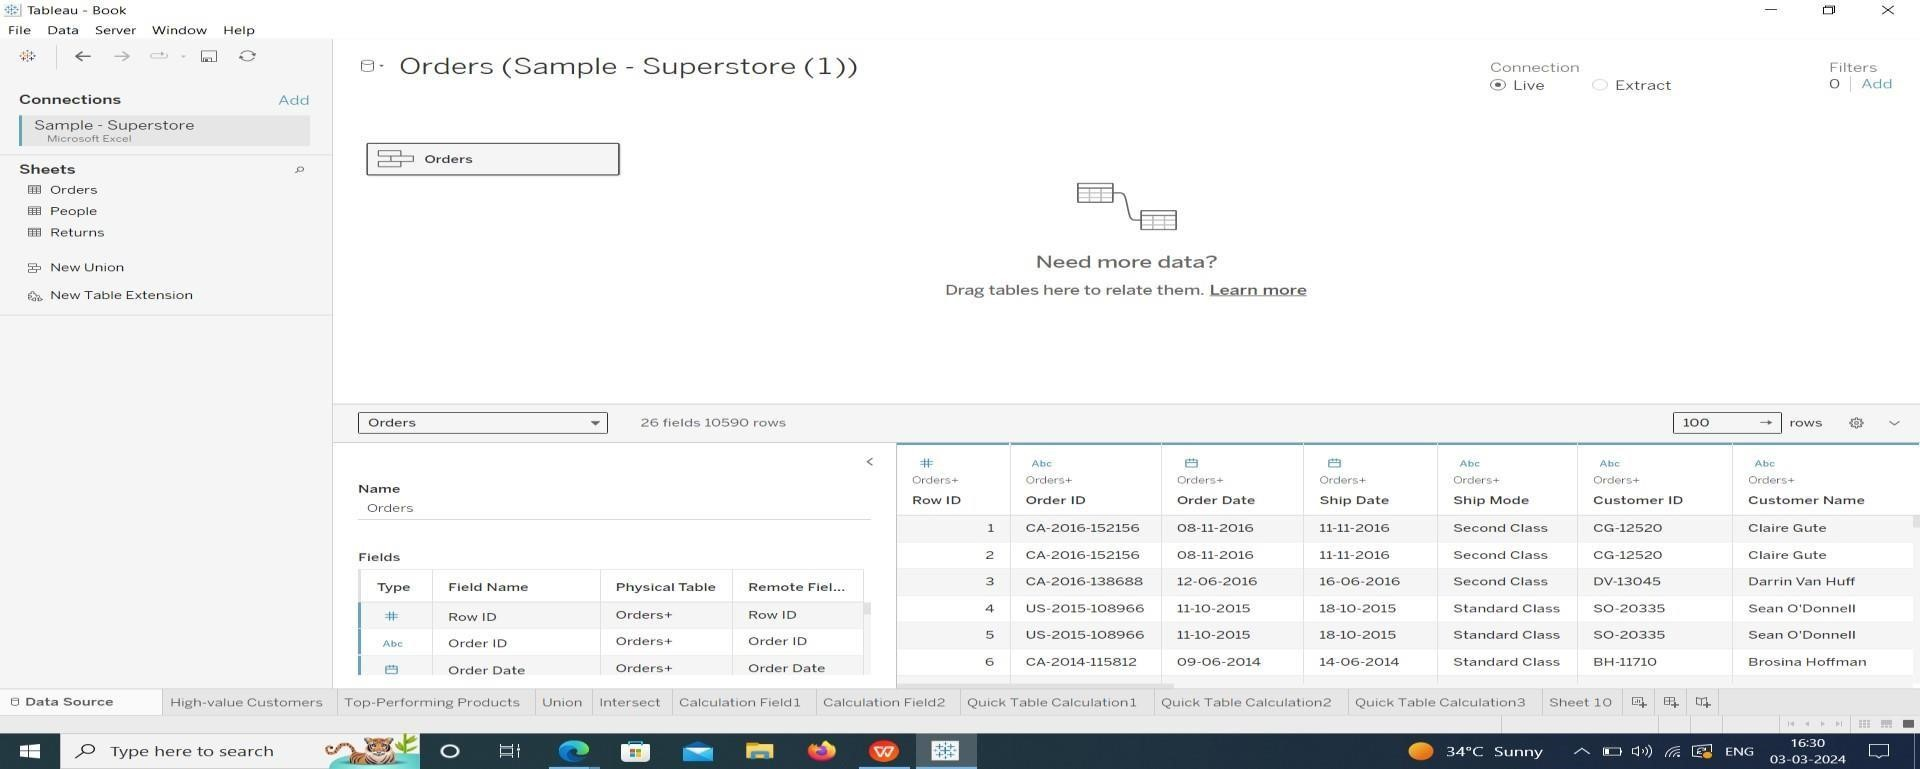 Tableau - Book
File Data Server Window Help
Connections Add
Sample - Superstore
Microsoft Excel
Sheets
Orders
People
Returns
New Union
New Table Extension
Orders (Sample - Superstore (1))
Connection
Live Extract
Filters
0 Add
Orders
Need more data?
Drag tables here to relate them. Learn more
Orders 26 fields 10590 rows 100 → rows
Name
Orders
Fields
Type Field Name Physical Table Remote Fiel...
# Row ID Orders+ Row ID
Abc Order ID Orders+ Order ID
Order Date Orders+ Order Date
# Abc Abc Abc Abc
Orders+ Orders+ Orders+ Orders+ Orders+ Orders+ Orders+
Row ID Order ID Order Date Ship Date Ship Mode Customer ID Customer Name
1 CA-2016-152156 08-11-2016 11-11-2016 Second Class CG-12520 Claire Gute
2 CA-2016-152156 08-11-2016 11-11-2016 Second Class CG-12520 Claire Gute
3 CA-2016-138688 12-06-2016 16-06-2016 Second Class DV-13045 Darrin Van Huff
4 US-2015-108966 11-10-2015 18-10-2015 Standard Class SO-20335 Sean O'Donnell
5 US-2015-108966 11-10-2015 18-10-2015 Standard Class SO-20335 Sean O'Donnell
6 CA-2014-115812 09-06-2014 14-06-2014 Standard Class BH-11710 Brosina Hoffman
Data Source High-value Customers Top-Performing Products Union Intersect Calculation Field1 Calculation Field2 Quick Table Calculation1 Quick Table Calculation2 Quick Table Calculation3 Sheet 10
Type here to search 34°C Sunny ENG 16:30
03-03-2024